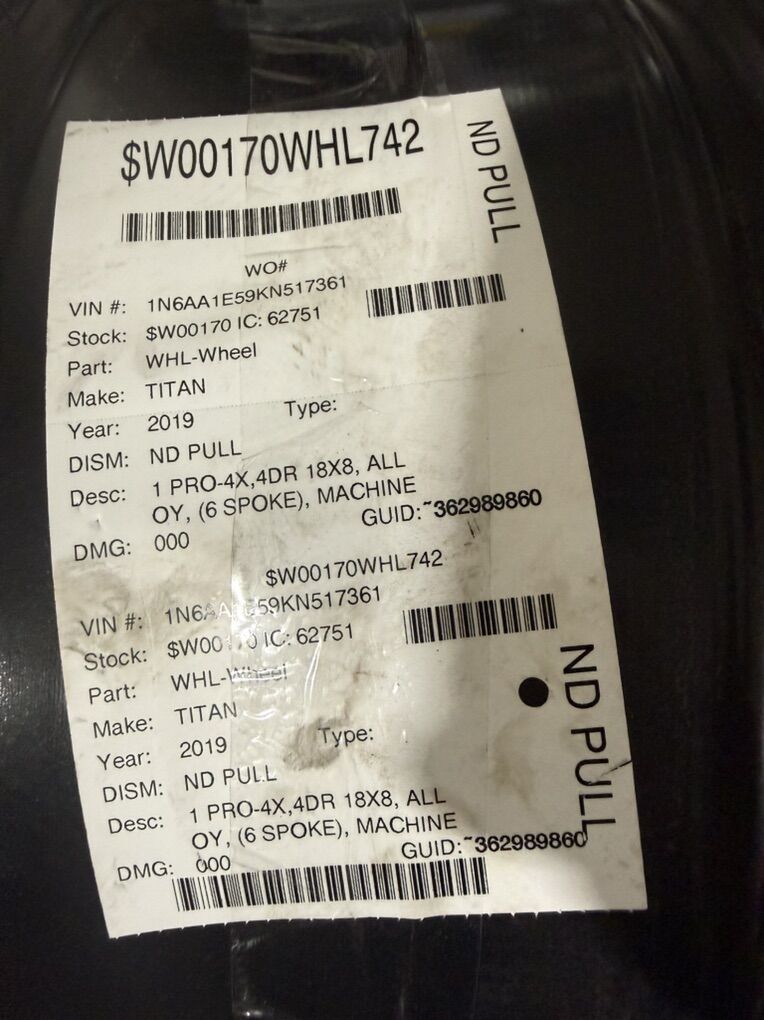 $W00170WHL742
ND PULL
WO#
VIN #: 1N6AA1E59KN517361
Stock: $W00170 IC: 62751
Part: WHL-Wheel
Make: TITAN
Year: 2019 Type:
DISM: ND PULL
Desc: 1 PRO-4X,4DR 18X8, ALL
OY, (6 SPOKE), MACHINE
GUID:~362989860
DMG: 000
$W00170WHL742
VIN #: 1N6AA1E59KN517361
Stock: $W00170 IC: 62751
Part: WHL-Wheel
Make: TITAN
Year: 2019 Type:
DISM: ND PULL
Desc: 1 PRO-4X,4DR 18X8, ALL
OY, (6 SPOKE), MACHINE
GUID:~362989860
DMG: 000
ND PULL